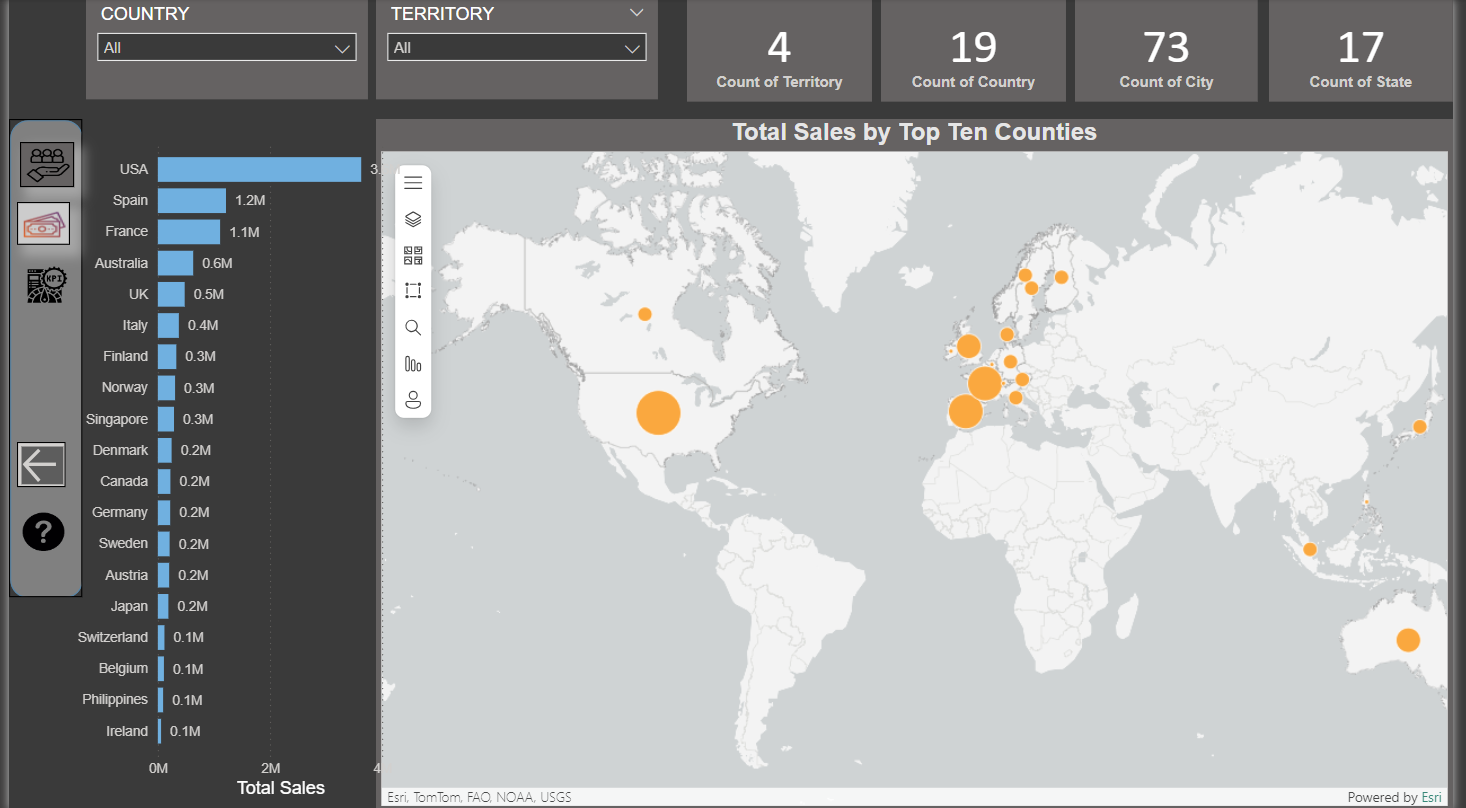 COUNTRY
All
TERRITORY
All
4
Count of Territory
19
Count of Country
73
Count of City
17
Count of State
Total Sales by Top Ten Counties
KPI
USA 3.
Spain 1.2M
France 1.1M
Australia 0.6M
UK 0.5M
Italy 0.4M
Finland 0.3M
Norway 0.3M
Singapore 0.3M
Denmark 0.2M
Canada 0.2M
Germany 0.2M
Sweden 0.2M
Austria 0.2M
Japan 0.2M
Switzerland 0.1M
Belgium 0.1M
Philippines 0.1M
Ireland 0.1M
0M 2M 4
Total Sales
?
Esri, TomTom, FAO, NOAA, USGS
Powered by Esri